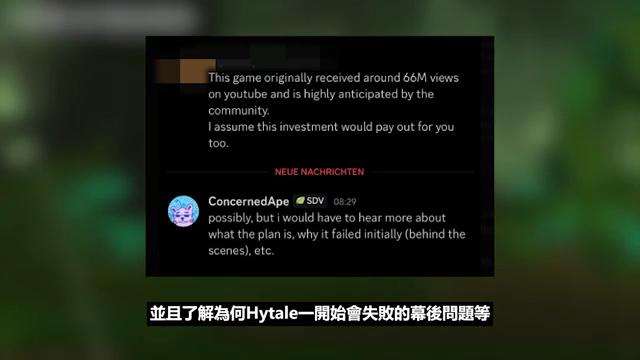 This game originally received around 66M views
on youtube and is highly anticipated by the
community.
I assume this investment would pay out for you
too.
NEUE NACHRICHTEN
ConcernedApe SDV 08:29
possibly, but i would have to hear more about
what the plan is, why it failed initially (behind the
scenes), etc.
並且了解為何Hytale一開始會失敗的幕後問題等